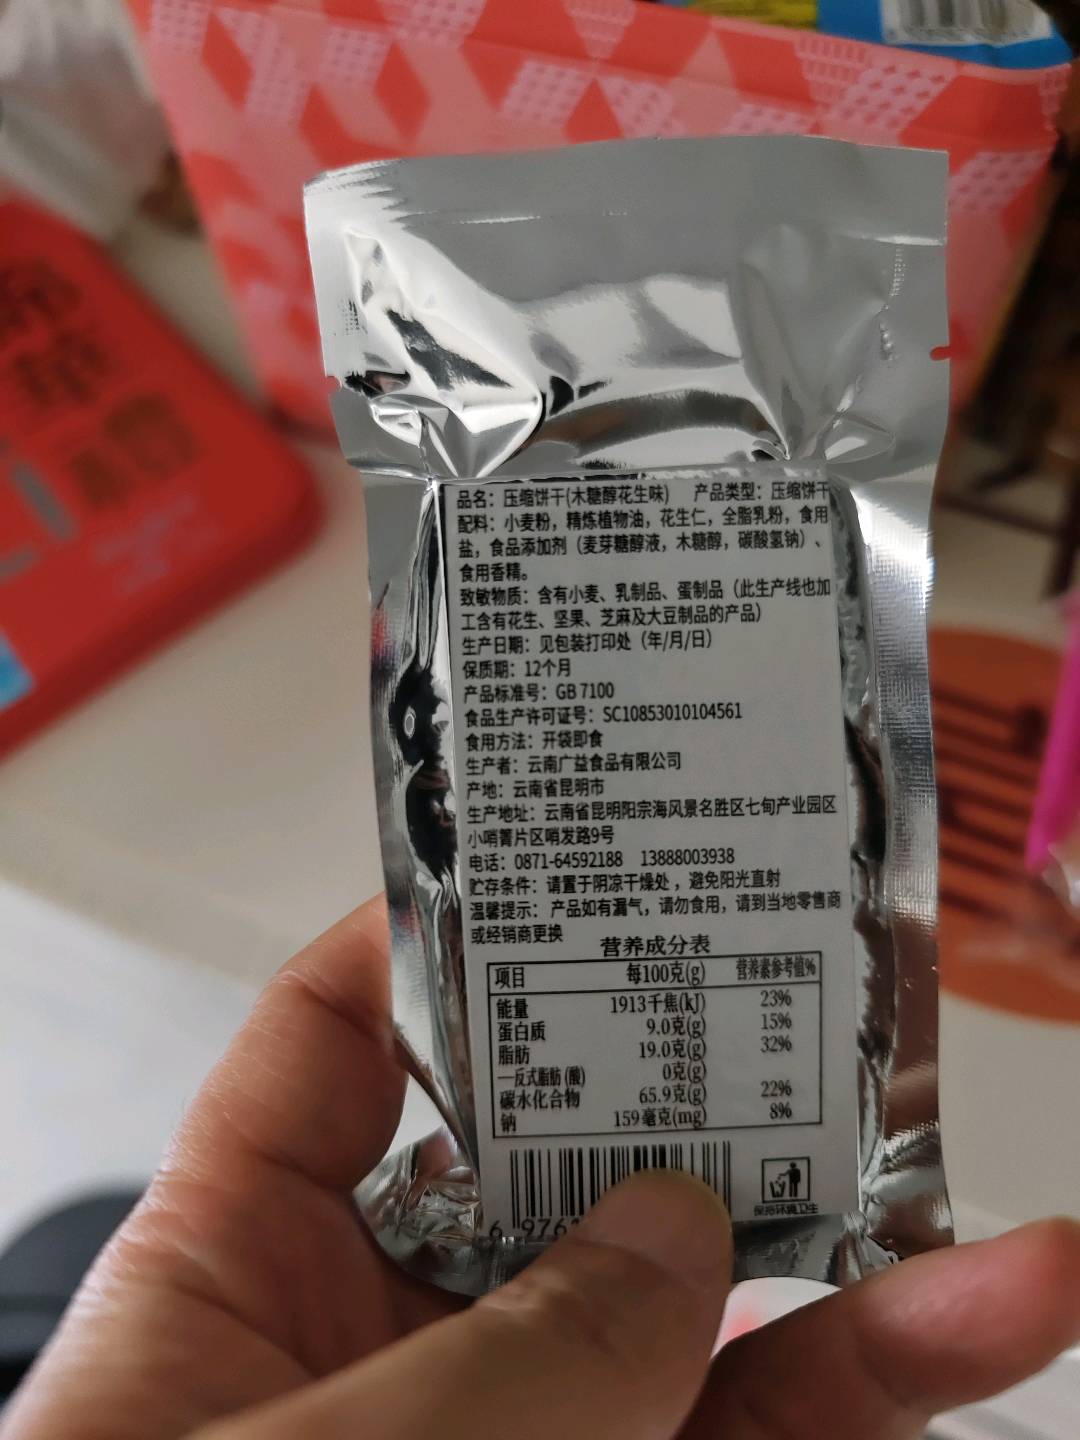 品名：压缩饼干(木糖醇花生味) 产品类型：压缩饼干
配料：小麦粉，精炼植物油，花生仁，全脂乳粉，食用
盐，食品添加剂（麦芽糖醇液，木糖醇，碳酸氢钠）、
食用香精。
致敏物质：含有小麦、乳制品、蛋制品（此生产线也加
工含有花生、坚果、芝麻及大豆制品的产品）
生产日期：见包装打印处（年/月/日）
保质期：12个月
产品标准号：GB 7100
食品生产许可证号：SC10853010104561
食用方法：开袋即食
生产者：云南广益食品有限公司
产地：云南省昆明市
生产地址：云南省昆明阳宗海风景名胜区七甸产业园区
小哨箐片区哨发路9号
电话：0871-64592188 13888003938
贮存条件：请置于阴凉干燥处，避免阳光直射
温馨提示：产品如有漏气，请勿食用，请到当地零售商
或经销商更换
营养成分表
项目 每100克(g) 营养素参考值%
能量 1913千焦(kJ) 23%
蛋白质 9.0克(g) 15%
脂肪 19.0克(g) 32%
—反式脂肪(酸) 0克(g)
碳水化合物 65.9克(g) 22%
钠 159毫克(mg) 8%
6 976
保持环境卫生